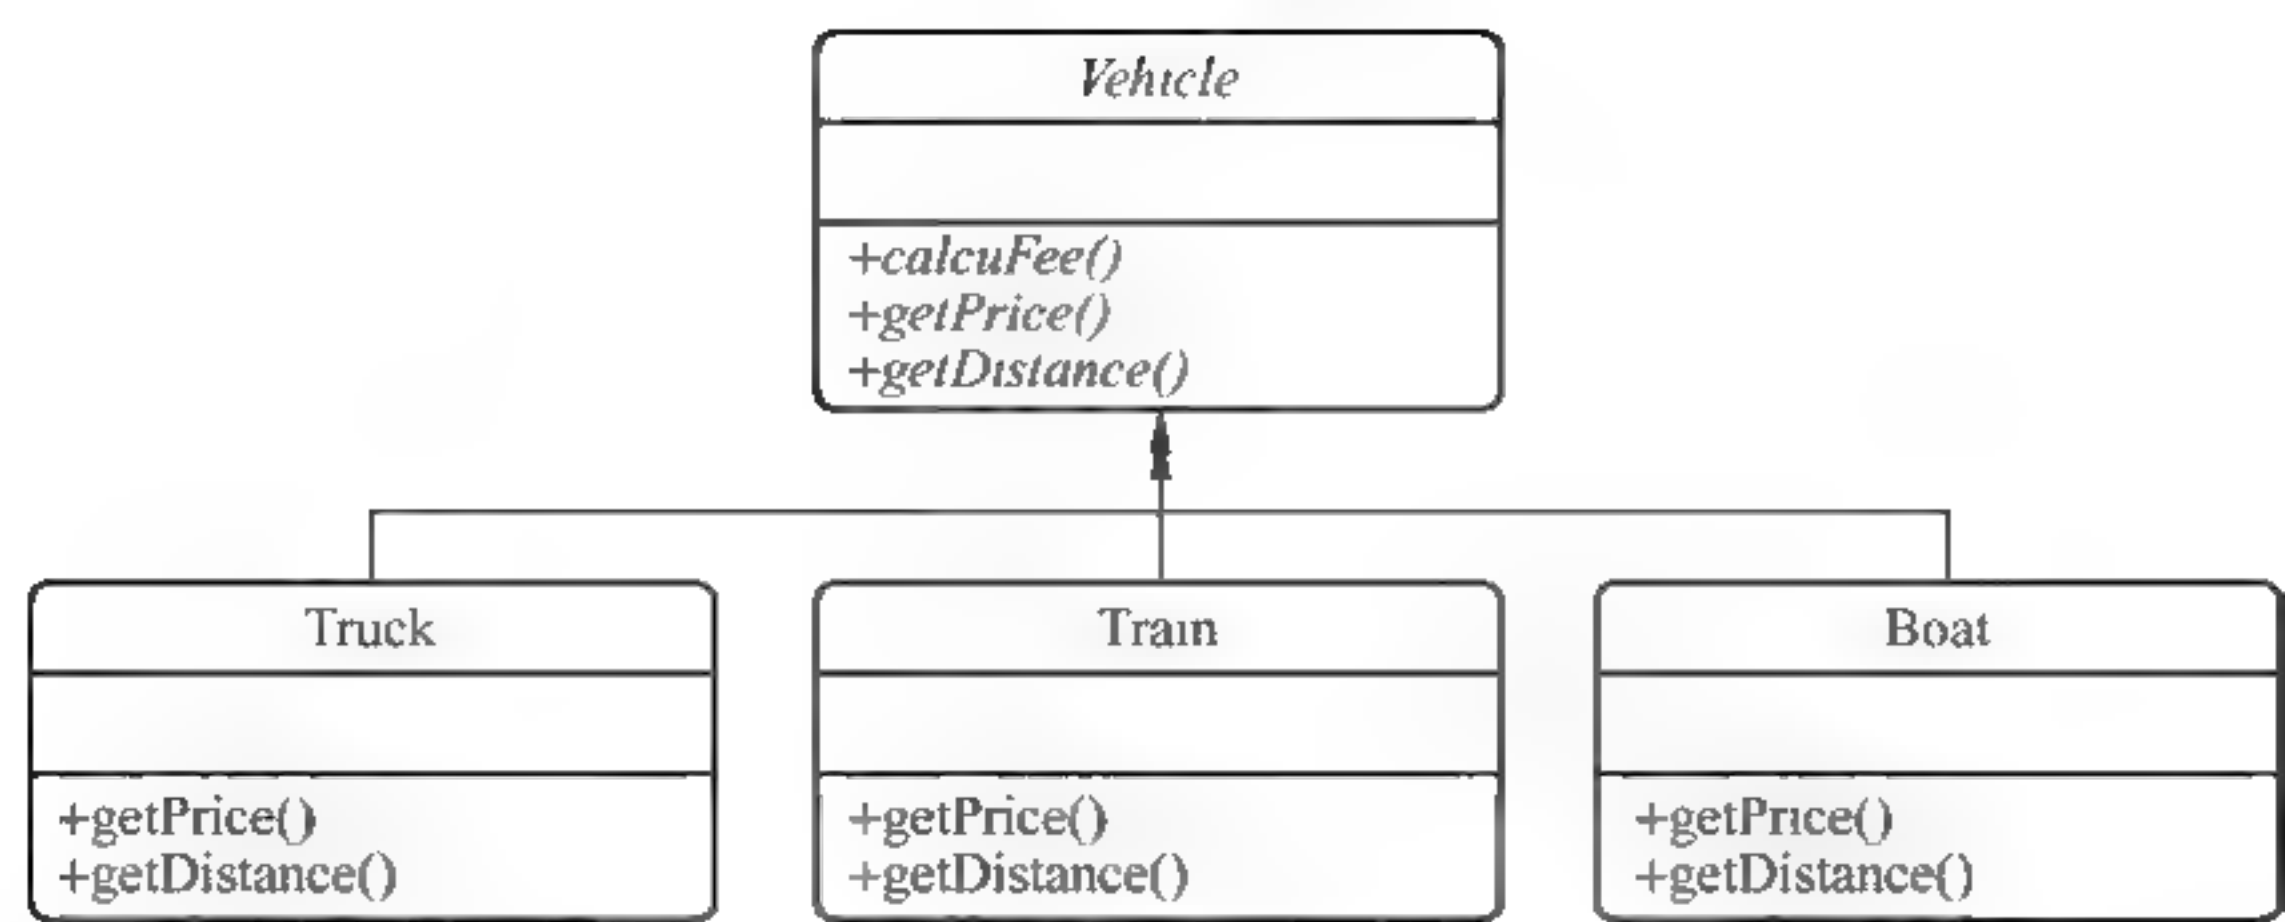 Vehicle
+calcuFee()
+getPrice()
+getDistance()
Truck
+getPrice()
+getDistance()
Train
+getPrice()
+getDistance()
Boat
+getPrice()
+getDistance()